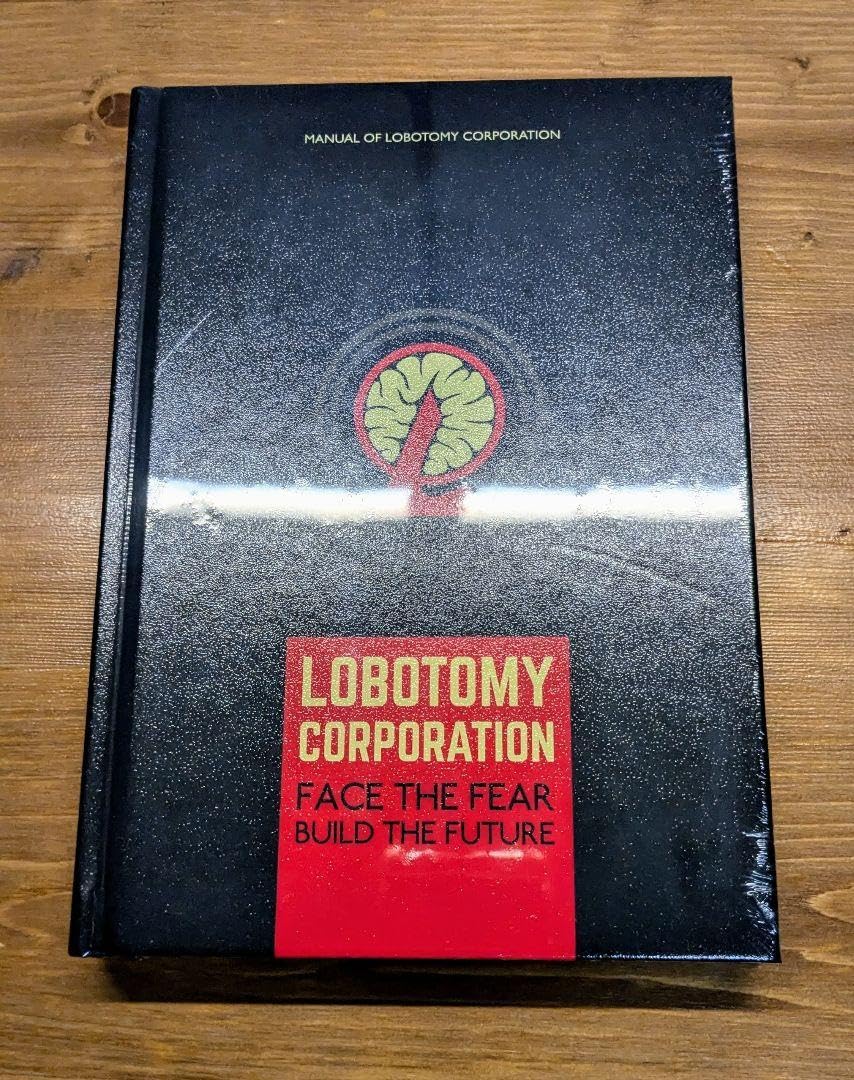 MANUAL OF LOBOTOMY CORPORATION
LOBOTOMY
CORPORATION
FACE THE FEAR
BUILD THE FUTURE